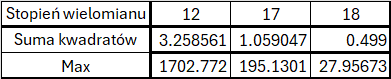 Stopień wielomianu 12 17 18
Suma kwadratów 3.258561 1.059047 0.499
Max 1702.772 195.1301 27.95673